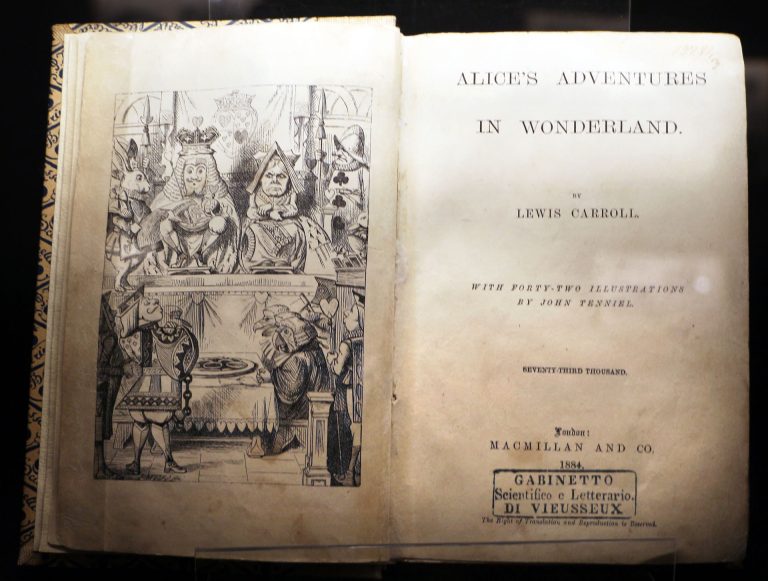 ALICE'S ADVENTURES
IN WONDERLAND.
BY
LEWIS CARROLL.
WITH FORTY-TWO ILLUSTRATIONS
BY JOHN TENNIEL.
SEVENTY-THIRD THOUSAND.
London:
MACMILLAN AND CO.
1884.
GABINETTO
Scientifico e Letterario.
DI VIEUSSEUX
The Right of Translation and Reproduction is Reserved.